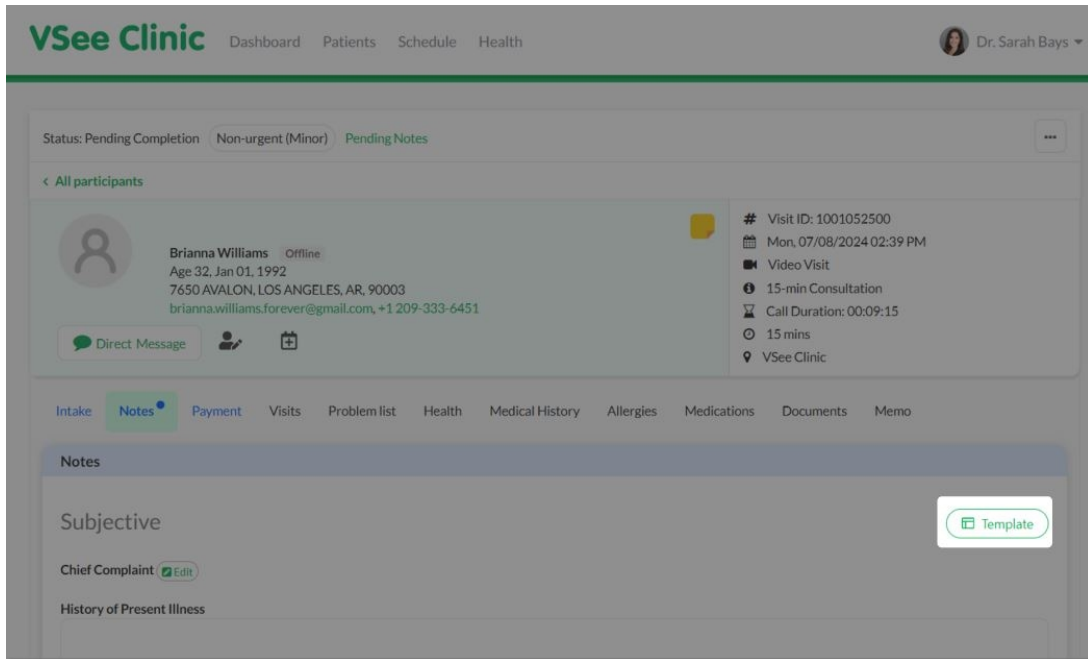 VSee Clinic Dashboard Patients Schedule Health Dr. Sarah Bays
Status: Pending Completion Non-urgent (Minor) Pending Notes
< All participants
Brianna Williams Offline
Age 32, Jan 01, 1992
7650 AVALON, LOS ANGELES, AR, 90003
brianna.williams.forever@gmail.com, +1 209-333-6451
Direct Message
# Visit ID: 1001052500
Mon, 07/08/2024 02:39 PM
Video Visit
15-min Consultation
Call Duration: 00:09:15
15 mins
VSee Clinic
Intake Notes Payment Visits Problem list Health Medical History Allergies Medications Documents Memo
Notes
Subjective
Template
Chief Complaint Edit
History of Present Illness